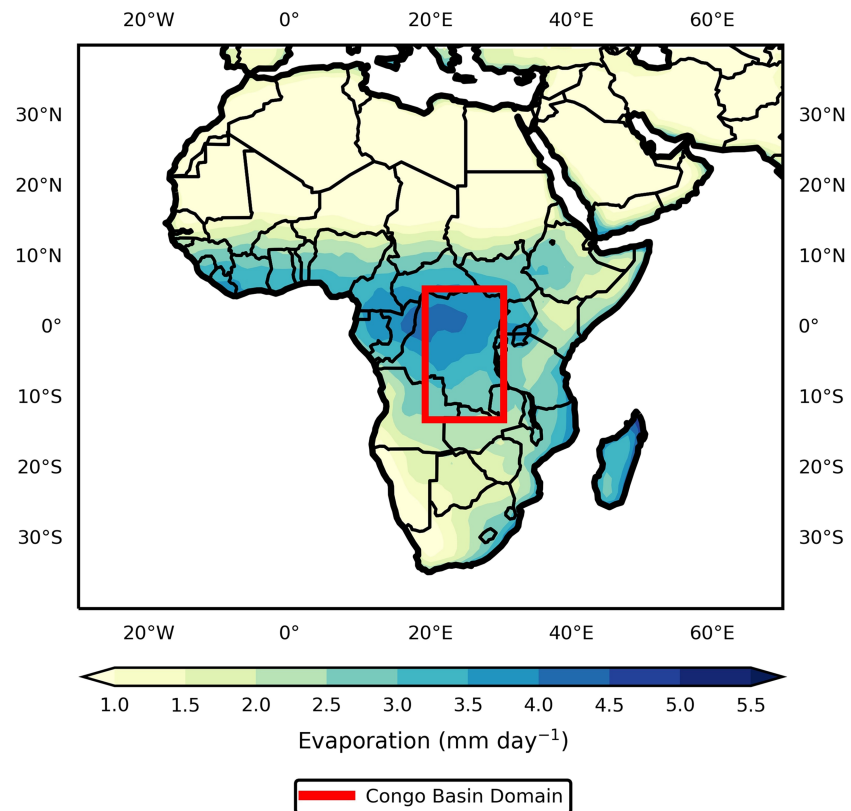 20°W 0° 20°E 40°E 60°E
30°N 30°N
20°N 20°N
10°N 10°N
0° 0°
10°S 10°S
20°S 20°S
30°S 30°S
20°W 0° 20°E 40°E 60°E
1.0 1.5 2.0 2.5 3.0 3.5 4.0 4.5 5.0 5.5
Evaporation (mm day⁻¹)
Congo Basin Domain